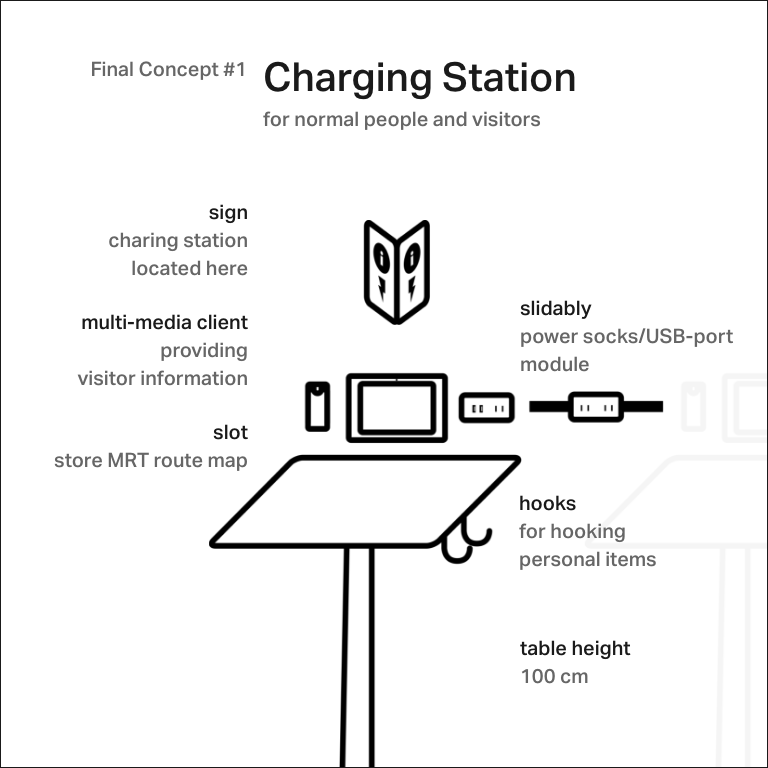 Final Concept #1
Charging Station
for normal people and visitors
sign
charing station
located here
multi-media client
providing
visitor information
slot
store MRT route map
slidably
power socks/USB-port
module
hooks
for hooking
personal items
table height
100 cm